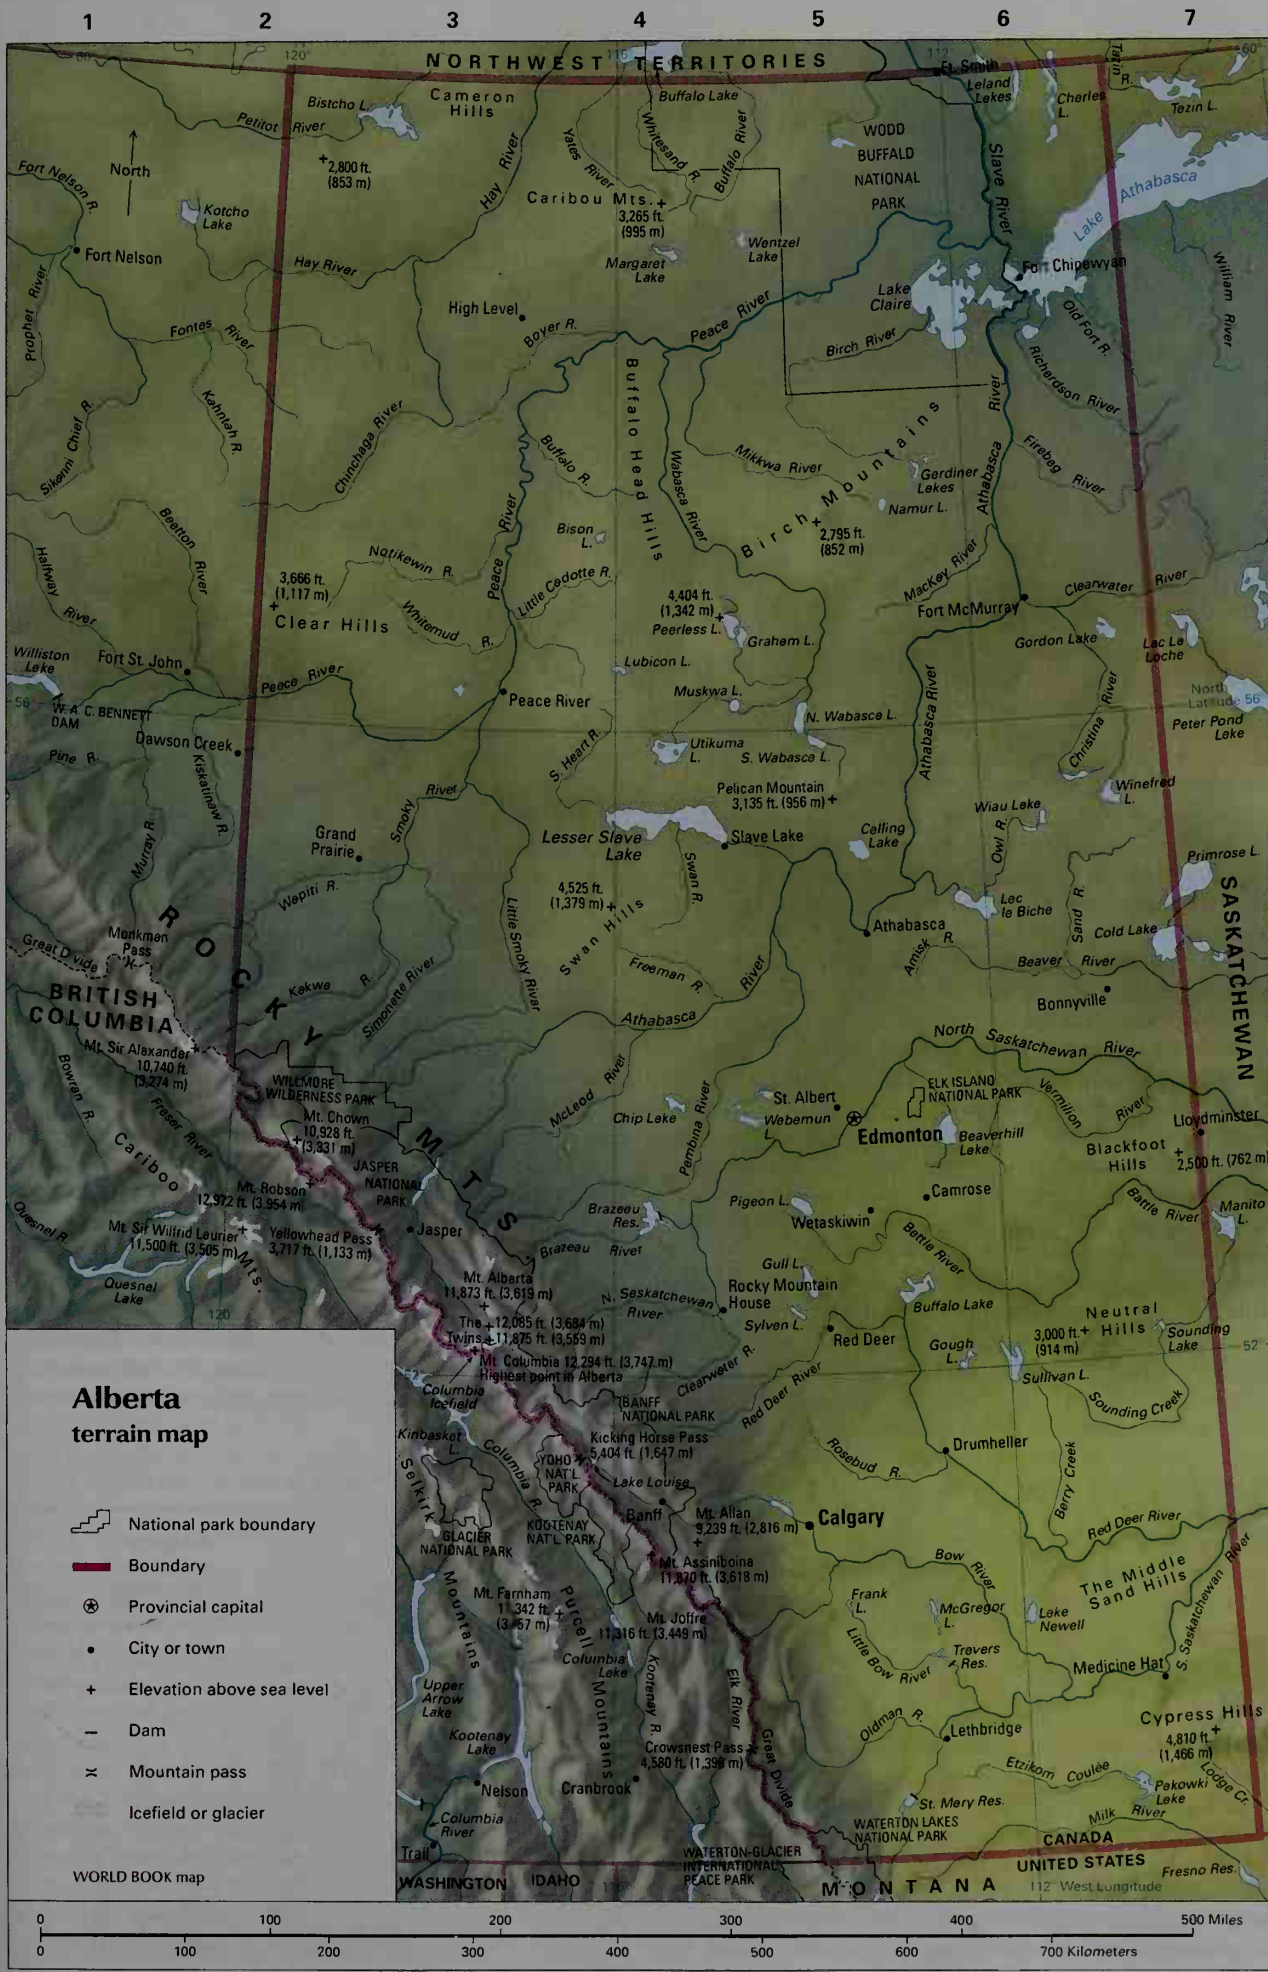 1 2 3 4 5 6 7
60°
120°
116°
112°
60°
NORTHWEST TERRITORIES
Ft. Smith
Taltin
R.
Leland
Lakes
Charles
L.
Tazin L.
Bistcho L.
Cameron
Hills
Buffalo Lake
Petitot River
WOOD
BUFFALO
NATIONAL
PARK
North
2,800 ft.
(853 m)
Hay River
Yates River
Whitesand R.
Buffalo River
Slave River
Lake Athabasca
Fort Nelson R.
Caribou Mts.
3,265 ft.
(995 m)
Kotcho
Lake
Fort Nelson
Wentzel
Lake
Margaret
Lake
Hay River
Fort Chipewyan
William River
Prophet River
High Level
Lake
Claire
Old Fort R.
Fontas River
Boyer R.
Peace River
Birch River
Richardson River
Buffalo Head Hills
Kahntah R.
Sikanni Chief R.
Chinchaga River
Buffalo R.
Wabasca River
Mikkwa River
Birch Mountains
Gardiner
Lakes
Namur L.
Athabasca River
Firebag River
Beatton River
Bison
L.
2,795 ft.
(852 m)
Halfway River
3,666 ft.
(1,117 m)
Clear Hills
Notikewin R.
Peace River
Little Cadotte R.
MacKay River
Clearwater River
Fort McMurray
4,404 ft.
(1,342 m)
Peerless L.
Graham L.
Whitemud R.
Gordon Lake
Lac La
Loche
Williston
Lake
Fort St. John
Lubicon L.
Peace River
Peace River
Muskwa L.
North
Latitude 56
56°
W.A.C. BENNETT
DAM
N. Wabasca L.
Athabasca River
Christina River
Peter Pond
Lake
Dawson Creek
Pine R.
Kiskatinaw R.
S. Heart R.
Utikuma
L.
S. Wabasca L.
Pelican Mountain
3,135 ft. (956 m)
Winefred
L.
Smoky River
Wiau Lake
Owl R.
Murray R.
Grand
Prairie
Lesser Slave
Lake
Slave Lake
Calling
Lake
Primrose L.
Wapiti R.
Little Smoky River
4,525 ft.
(1,379 m)
Swan Hills
Swan R.
Athabasca
Lac
la Biche
Sand R.
Cold Lake
SASKATCHEWAN
ROCKY MTS.
Monkman
Pass
Great Divide
Amisk R.
Beaver River
Bonnyville
BRITISH
COLUMBIA
Kakwa R.
Simonette River
Freeman R.
Athabasca River
Mt. Sir Alexander
10,740 ft.
(3,274 m)
North Saskatchewan River
Bowran R.
Fraser River
WILLMORE
WILDERNESS PARK
McLeod River
Pembina River
Chip Lake
St. Albert
Wabamun
L.
Edmonton
ELK ISLAND
NATIONAL PARK
Beaverhill
Lake
Vermilion River
Lloydminster
Mt. Chown
10,928 ft.
(3,331 m)
Blackfoot
Hills
2,500 ft. (762 m)
JASPER
NATIONAL
PARK
Cariboo Mts.
Mt. Robson
12,972 ft. (3,954 m)
Quesnel R.
Mt. Sir Wilfrid Laurier
11,500 ft. (3,505 m)
Yellowhead Pass
3,717 ft. (1,133 m)
Jasper
Brazeau
Res.
Brazeau River
Pigeon L.
Wetaskiwin
Camrose
Battle River
Battle River
Manito
L.
Quesnel
Lake
120
Mt. Alberta
11,873 ft. (3,619 m)
The 12,085 ft. (3,684 m)
Twins 11,675 ft. (3,559 m)
Mt. Columbia 12,294 ft. (3,747 m)
Highest point in Alberta
N. Saskatchewan
River
Gull L.
Rocky Mountain
House
Sylvan L.
Red Deer
Buffalo Lake
Gough
L.
3,000 ft.
(914 m)
Neutral
Hills
Sounding
Lake
52°
52
Sullivan L.
Sounding Creek
Columbia
Icefield
Clearwater R.
Red Deer River
BANFF
NATIONAL PARK
Kinbasket
L.
Columbia R.
Kicking Horse Pass
5,404 ft. (1,647 m)
YOHO
NAT'L
PARK
Lake Louise
Rosebud R.
Drumheller
Berry Creek
Selkirk Mountains
GLACIER
NATIONAL PARK
KOOTENAY
NAT'L PARK
Banff
Mt. Allan
9,239 ft. (2,816 m)
Calgary
Red Deer River
Mt. Assiniboina
11,870 ft. (3,618 m)
Bow River
The Middle
Sand Hills
S. Saskatchewan River
Mt. Farnham
11,342 ft.
(3,457 m)
Purcell Mountains
Mt. Joffre
11,316 ft. (3,449 m)
Frank
L.
McGregor
L.
Lake
Newell
Travers
Res.
Little Bow River
Medicine Hat
Columbia
Lake
Kootenay R.
Elk River
Upper
Arrow
Lake
Kootenay
Lake
Crowsnest Pass
4,580 ft. (1,396 m)
Great Divide
Oldman R.
Lethbridge
Cypress Hills
4,810 ft.
(1,466 m)
Etzikom Coulée
Lodge Cr.
Nelson
Cranbrook
St. Mary Res.
Pakowki
Lake
Milk River
Columbia
River
Trail
WATERTON LAKES
NATIONAL PARK
CANADA
UNITED STATES
WATERTON-GLACIER
INTERNATIONAL
PEACE PARK
WASHINGTON IDAHO MONTANA
112° West Longitude
Fresno Res.
Alberta
terrain map
National park boundary
Boundary
Provincial capital
City or town
Elevation above sea level
Dam
Mountain pass
Icefield or glacier
WORLD BOOK map
0 100 200 300 400 500 Miles
0 100 200 300 400 500 600 700 Kilometers